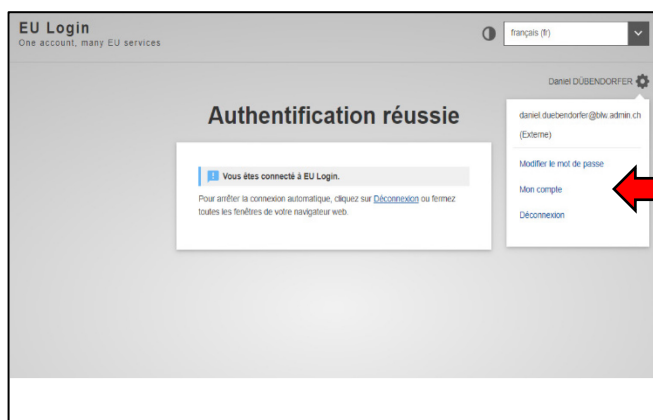 EU Login
One account, many EU services
français (fr)
Daniel DÜBENDORFER
Authentification réussie
daniel.duebendorfer@blw.admin.ch
(Externe)
Vous êtes connecté à EU Login.
Pour arrêter la connexion automatique, cliquez sur Déconnexion ou fermez
toutes les fenêtres de votre navigateur web.
Modifier le mot de passe
Mon compte
Déconnexion